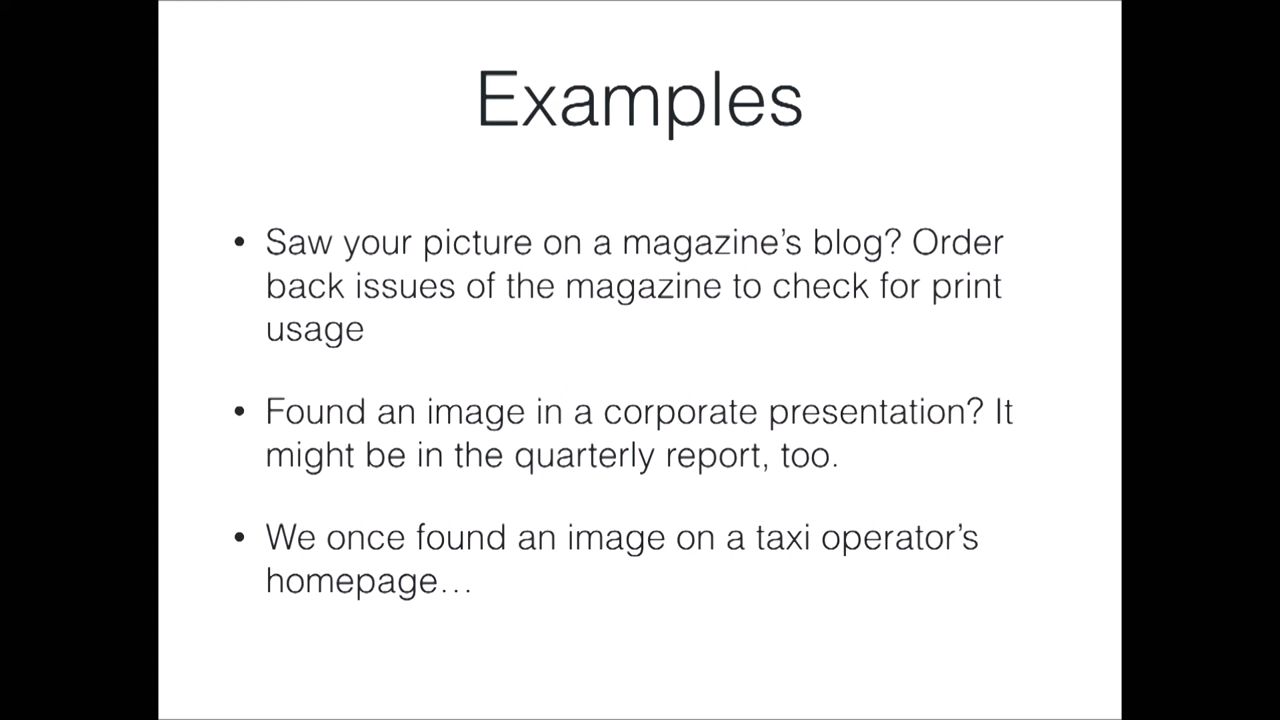 Examples
• Saw your picture on a magazine’s blog? Order
back issues of the magazine to check for print
usage
• Found an image in a corporate presentation? It
might be in the quarterly report, too.
• We once found an image on a taxi operator’s
homepage…